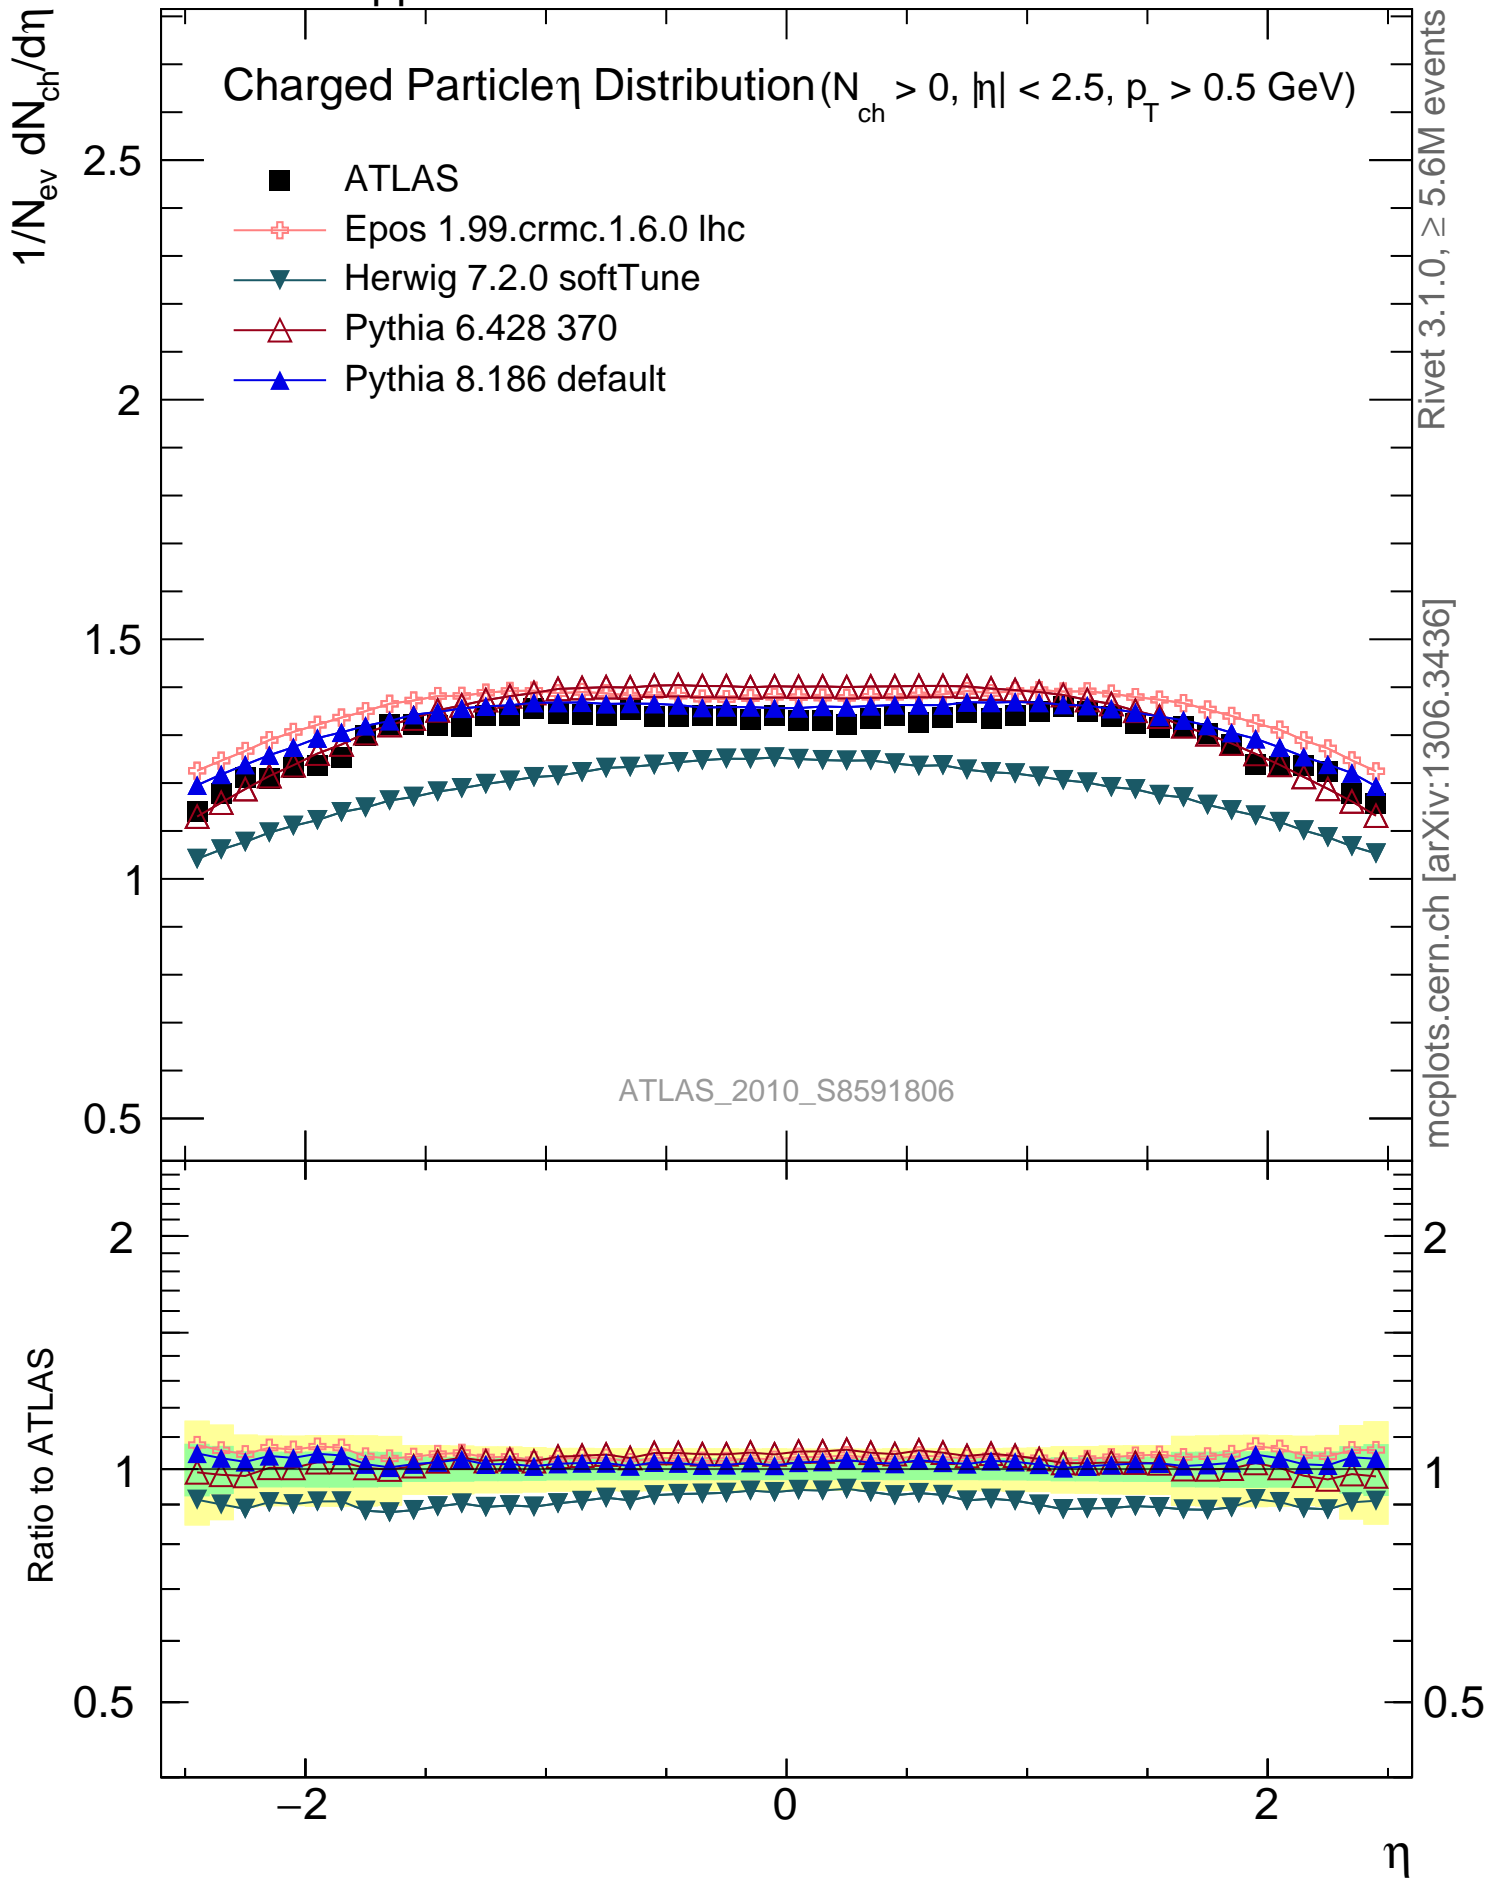 1/N_ev dN_ch/dη
Charged Particleη Distribution (N_ch > 0, |η| < 2.5, p_T > 0.5 GeV)
ATLAS
Epos 1.99.crmc.1.6.0 lhc
Herwig 7.2.0 softTune
Pythia 6.428 370
Pythia 8.186 default
2.5
2
1.5
1
0.5
ATLAS_2010_S8591806
Rivet 3.1.0, ≥ 5.6M events
mcplots.cern.ch [arXiv:1306.3436]
Ratio to ATLAS
2
1
0.5
2
1
0.5
−2
0
2
η